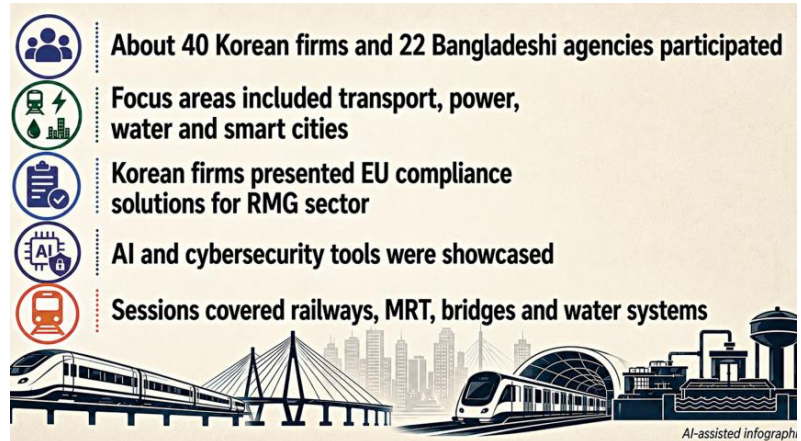 About 40 Korean firms and 22 Bangladeshi agencies participated
Focus areas included transport, power,
water and smart cities
Korean firms presented EU compliance
solutions for RMG sector
AI
AI and cybersecurity tools were showcased
Sessions covered railways, MRT, bridges and water systems
AI-assisted infographi